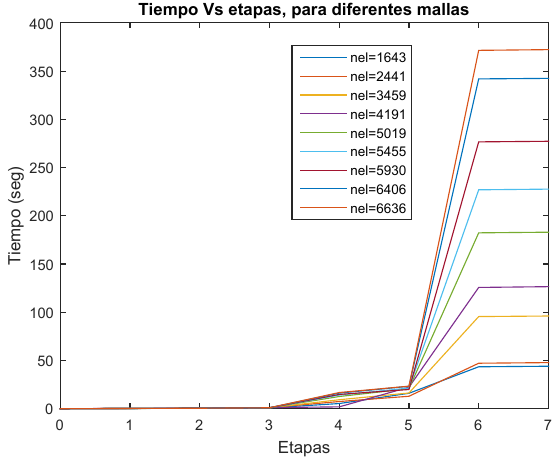 Tiempo Vs etapas, para diferentes mallas
400
350
300
250
200
150
100
50
0
Tiempo (seg)
nel=1643
nel=2441
nel=3459
nel=4191
nel=5019
nel=5455
nel=5930
nel=6406
nel=6636
0 1 2 3 4 5 6 7
Etapas